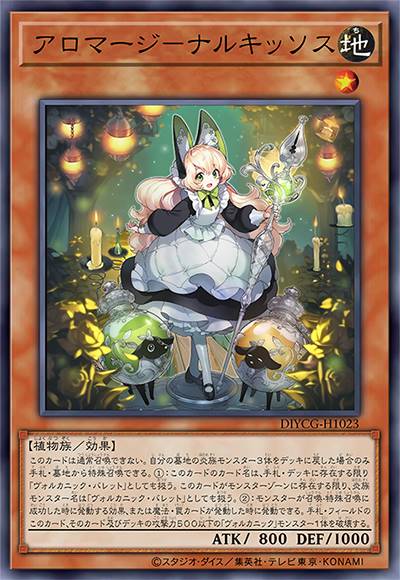 アロマージーナルキッソス
ち
地
DIYCG-H1023
【植物族／効果】
このカードは通常召喚できない。自分の墓地の炎族モンスター3体をデッキに戻した場合のみ
手札・墓地から特殊召喚できる。①：このカードのカード名は、手札・デッキに存在する限り
「ヴォルカニック・バレット」としても扱う。このカードがモンスターゾーンに存在する限り、炎族
モンスター名は「ヴォルカニック・バレット」としても扱う。②：モンスターが召喚・特殊召喚に
成功した時に発動する効果、または魔法・罠カードが発動した時に発動できる。手札・フィールドの
このカード、そのカード及びデッキの攻撃力５００以下の「ヴォルカニック」モンスター1体を破壊する。
ATK/ 800 DEF/1000
©スタジオ・ダイス／集英社・テレビ東京・KONAMI